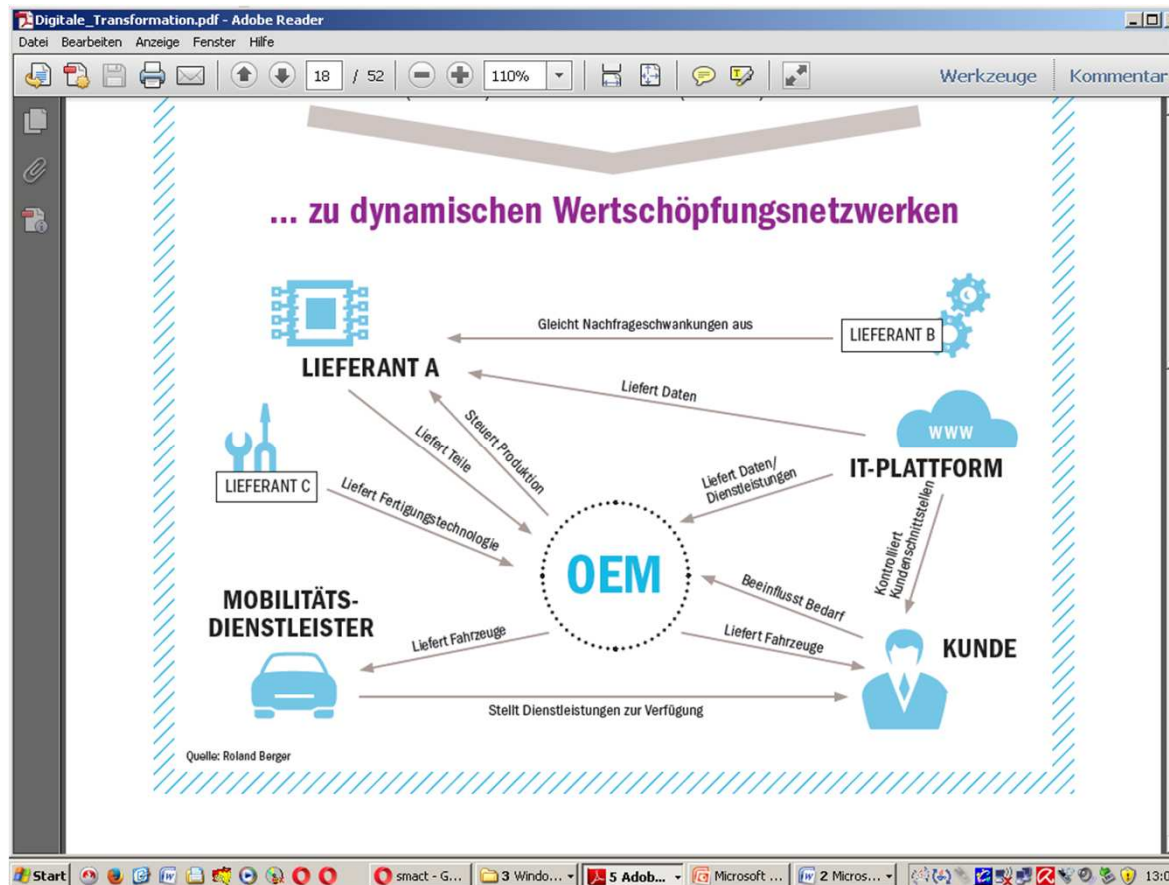 Digitale_Transformation.pdf - Adobe Reader
Datei Bearbeiten Anzeige Fenster Hilfe
18 / 52 110% Werkzeuge Kommentar
... zu dynamischen Wertschöpfungsnetzwerken
Gleicht Nachfrageschwankungen aus
LIEFERANT B
LIEFERANT A
Liefert Daten
WWW
IT-PLATTFORM
Liefert Teile
Steuert Produktion
LIEFERANT C
Liefert Fertigungstechnologie
Liefert Daten/
Dienstleistungen
Kontrolliert
Kundenschnittstellen
OEM
Beeinflusst Bedarf
MOBILITÄTS-
DIENSTLEISTER
Liefert Fahrzeuge
Liefert Fahrzeuge
KUNDE
Stellt Dienstleistungen zur Verfügung
Quelle: Roland Berger
Start smact - G... 3 Windo... 5 Adob... Microsoft ... 2 Micros...